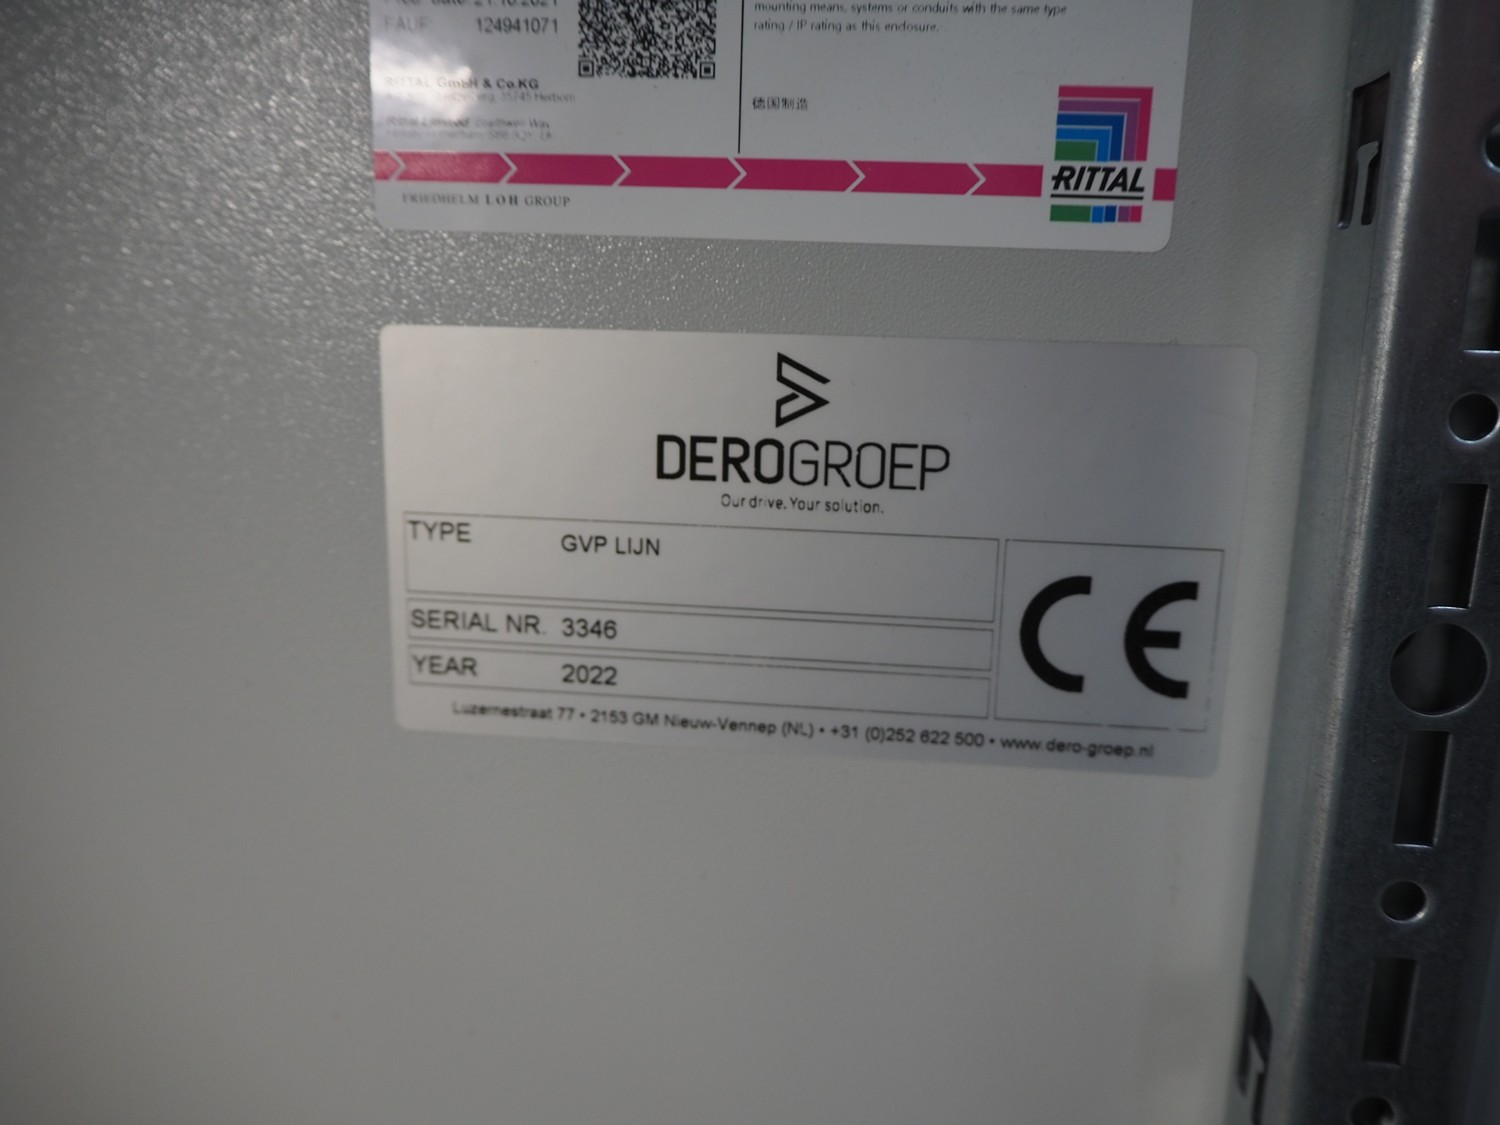 124941071
mounting means, systems or conduits with the same type
rating / IP rating as this enclosure.
RITTAL GmbH & Co.KG
35745 Herborn
德国制造
RITTAL
FRIEDHELM LOH GROUP
DEROGROEP
Our drive. Your solution.
TYPE GVP LIJN
SERIAL NR. 3346
YEAR 2022
CE
Luzernestraat 77 • 2153 GM Nieuw-Vennep (NL) • +31 (0)252 622 500 • www.dero-groep.nl